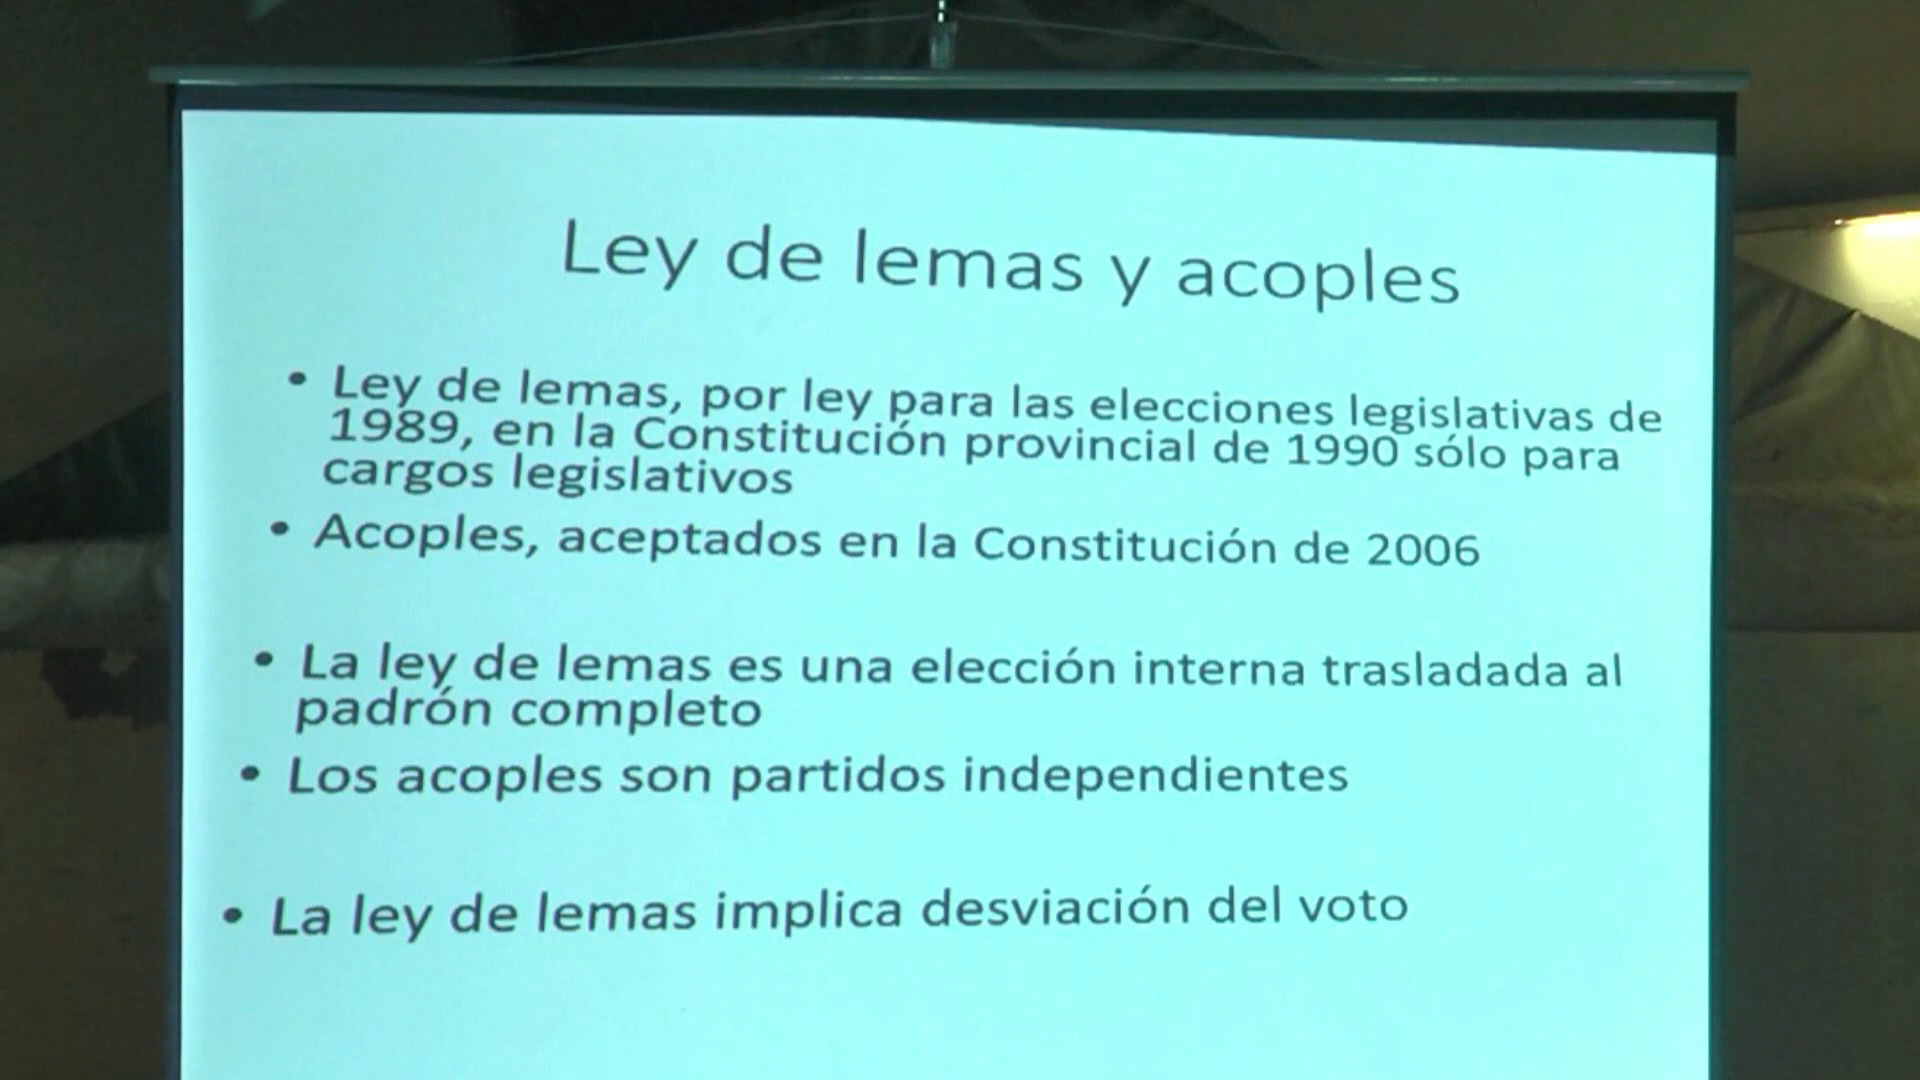 Ley de lemas y acoples
• Ley de lemas, por ley para las elecciones legislativas de
1989, en la Constitución provincial de 1990 sólo para
cargos legislativos
• Acoples, aceptados en la Constitución de 2006
• La ley de lemas es una elección interna trasladada al
padrón completo
• Los acoples son partidos independientes
• La ley de lemas implica desviación del voto